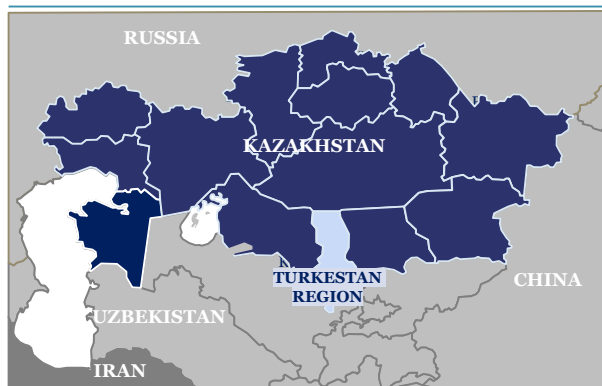 RUSSIA
KAZAKHSTAN
TURKESTAN
REGION
CHINA
UZBEKISTAN
IRAN